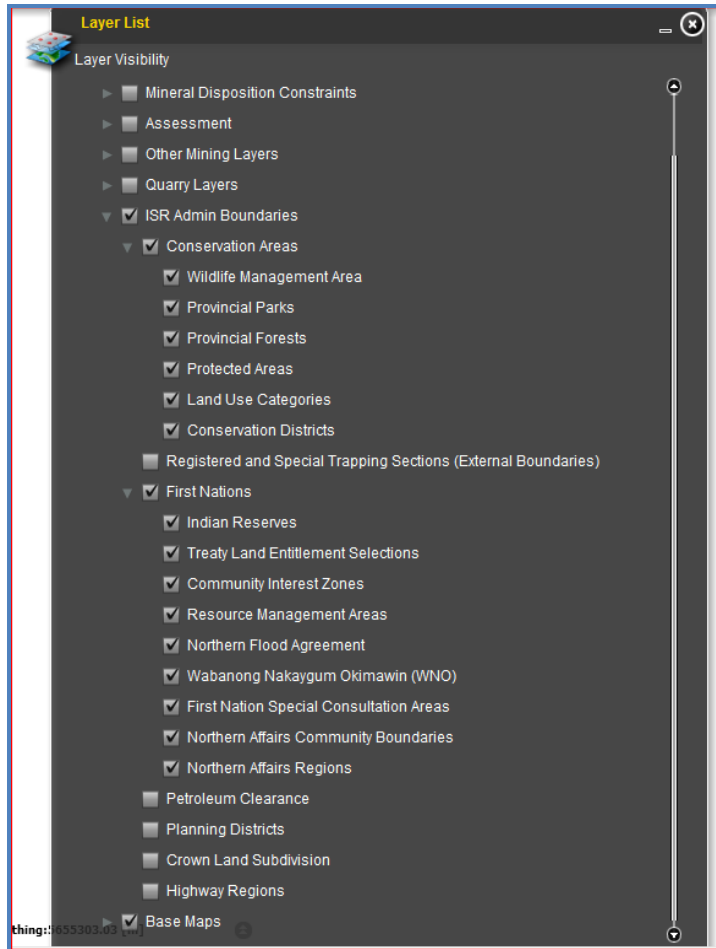 Layer List
Layer Visibility
Mineral Disposition Constraints
Assessment
Other Mining Layers
Quarry Layers
ISR Admin Boundaries
Conservation Areas
Wildlife Management Area
Provincial Parks
Provincial Forests
Protected Areas
Land Use Categories
Conservation Districts
Registered and Special Trapping Sections (External Boundaries)
First Nations
Indian Reserves
Treaty Land Entitlement Selections
Community Interest Zones
Resource Management Areas
Northern Flood Agreement
Wabanong Nakaygum Okimawin (WNO)
First Nation Special Consultation Areas
Northern Affairs Community Boundaries
Northern Affairs Regions
Petroleum Clearance
Planning Districts
Crown Land Subdivision
Highway Regions
Base Maps
thing: